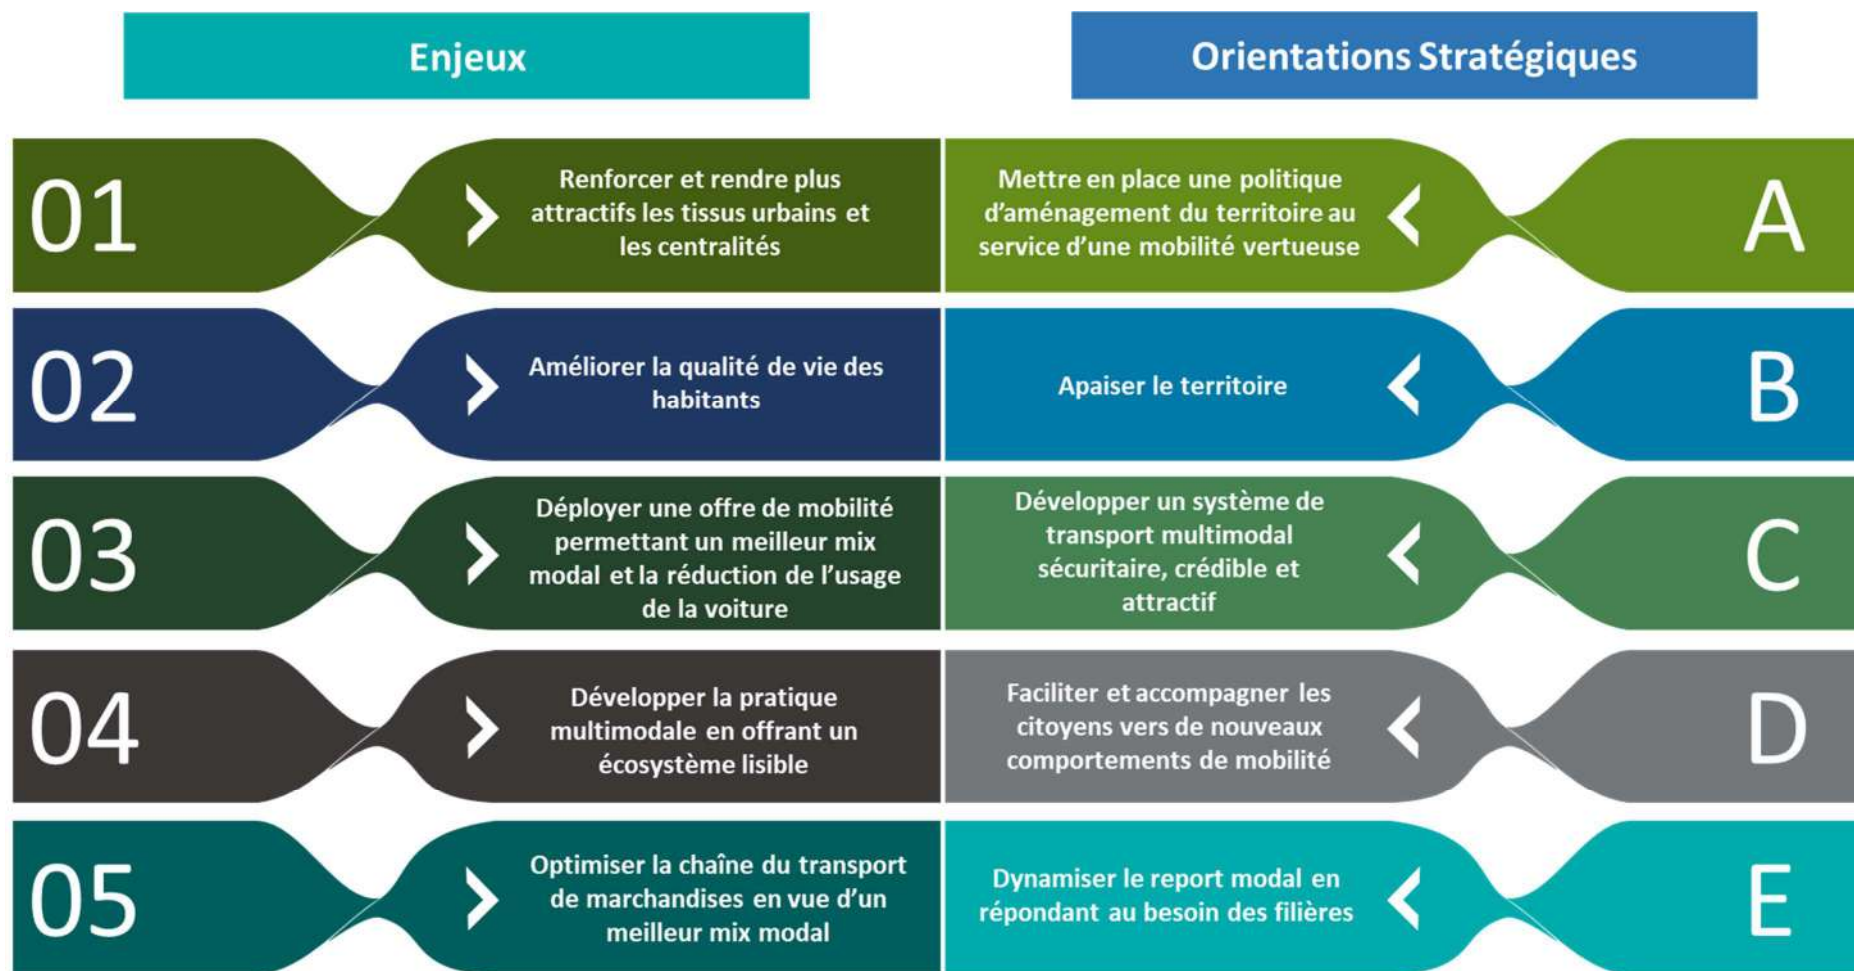 Enjeux
Orientations Stratégiques
01
Renforcer et rendre plus
attractifs les tissus urbains et
les centralités
Mettre en place une politique
d’aménagement du territoire au
service d’une mobilité vertueuse
A
02
Améliorer la qualité de vie des
habitants
Apaiser le territoire
B
03
Déployer une offre de mobilité
permettant un meilleur mix
modal et la réduction de l’usage
de la voiture
Développer un système de
transport multimodal
sécuritaire, crédible et
attractif
C
04
Développer la pratique
multimodale en offrant un
écosystème lisible
Faciliter et accompagner les
citoyens vers de nouveaux
comportements de mobilité
D
05
Optimiser la chaîne du transport
de marchandises en vue d’un
meilleur mix modal
Dynamiser le report modal en
répondant au besoin des filières
E